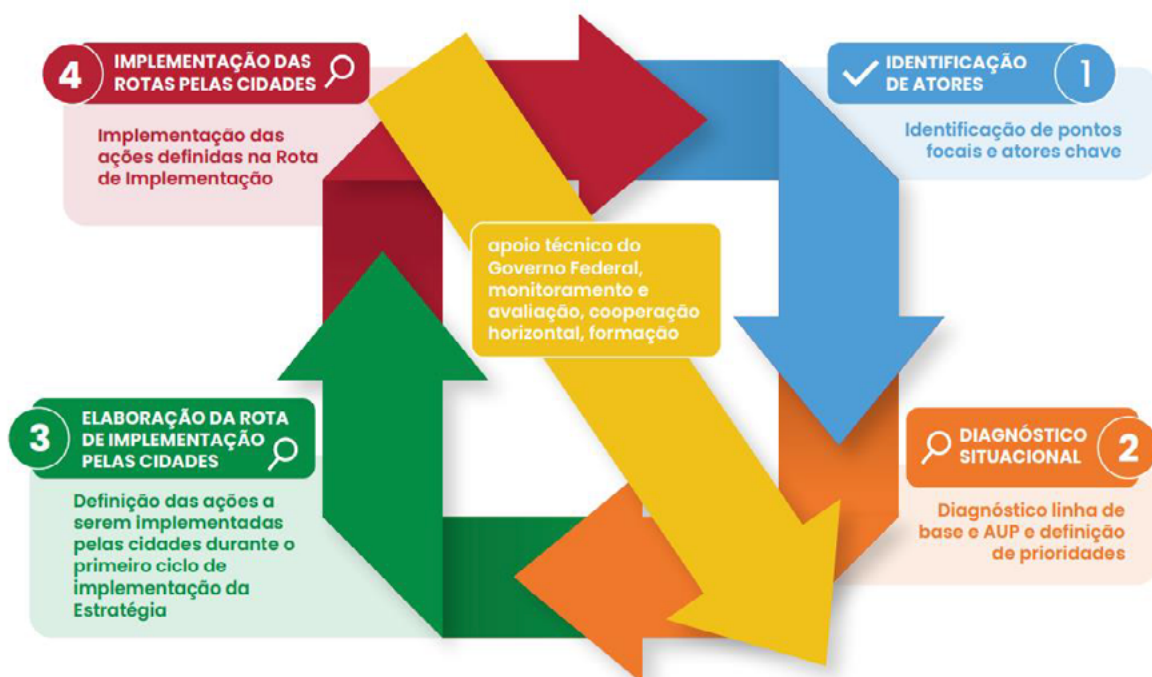 4
IMPLEMENTAÇÃO DAS
ROTAS PELAS CIDADES
Implementação das
ações definidas na Rota
de Implementação
IDENTIFICAÇÃO
DE ATORES
1
Identificação de pontos
focais e atores chave
apoio técnico do
Governo Federal,
monitoramento e
avaliação, cooperação
horizontal, formação
3
ELABORAÇÃO DA ROTA
DE IMPLEMENTAÇÃO
PELAS CIDADES
Definição das ações a
serem implementadas
pelas cidades durante o
primeiro ciclo de
implementação da
Estratégia
DIAGNÓSTICO
SITUACIONAL
2
Diagnóstico linha de
base e AUP e definição
de prioridades